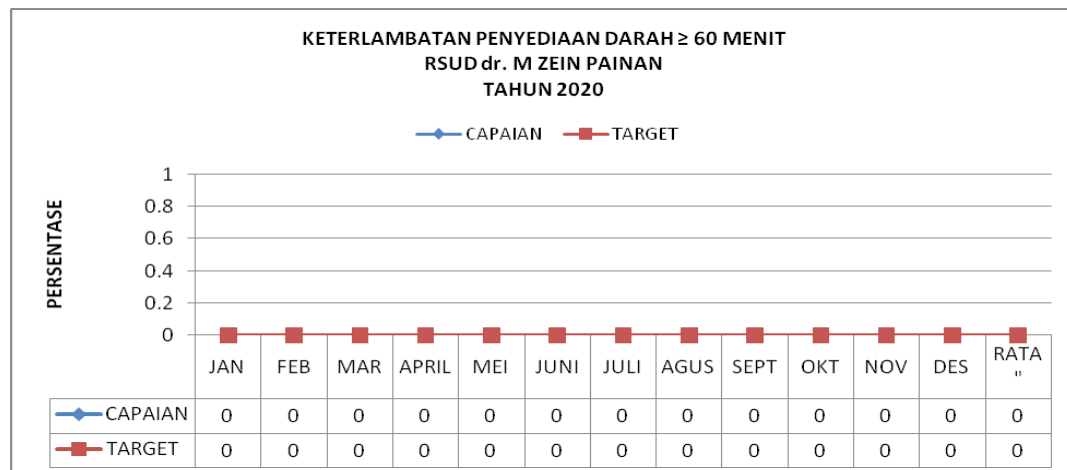 KETERLAMBATAN PENYEDIAAN DARAH ≥ 60 MENIT
RSUD dr. M ZEIN PAINAN
TAHUN 2020
CAPAIAN TARGET
PERSENTASE
1
0.8
0.6
0.4
0.2
0
JAN FEB MAR APRIL MEI JUNI JULI AGUS SEPT OKT NOV DES RATA
"
CAPAIAN 0 0 0 0 0 0 0 0 0 0 0 0 0
TARGET 0 0 0 0 0 0 0 0 0 0 0 0 0